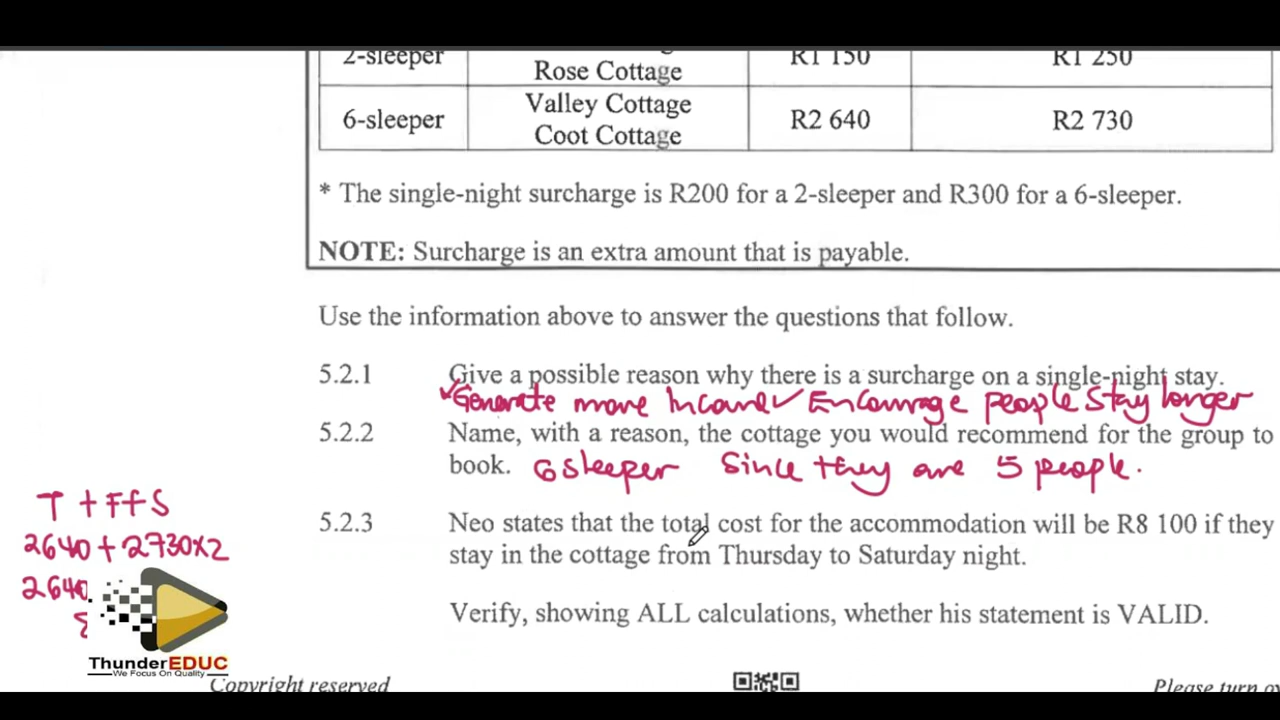 2-sleeper R1 150 R1 250
Rose Cottage
6-sleeper Valley Cottage R2 640 R2 730
Coot Cottage
* The single-night surcharge is R200 for a 2-sleeper and R300 for a 6-sleeper.
NOTE: Surcharge is an extra amount that is payable.
Use the information above to answer the questions that follow.
5.2.1 Give a possible reason why there is a surcharge on a single-night stay.
✓Generate more Income✓ Encourage people Stay longer
5.2.2 Name, with a reason, the cottage you would recommend for the group to
book. 6 sleeper Since they are 5 people.
T + F + S
5.2.3 Neo states that the total cost for the accommodation will be R8 100 if they
2640 + 2730 x 2
stay in the cottage from Thursday to Saturday night.
2640
Verify, showing ALL calculations, whether his statement is VALID.
ThunderEDUC
We Focus On Quality
Copyright reserved Please turn